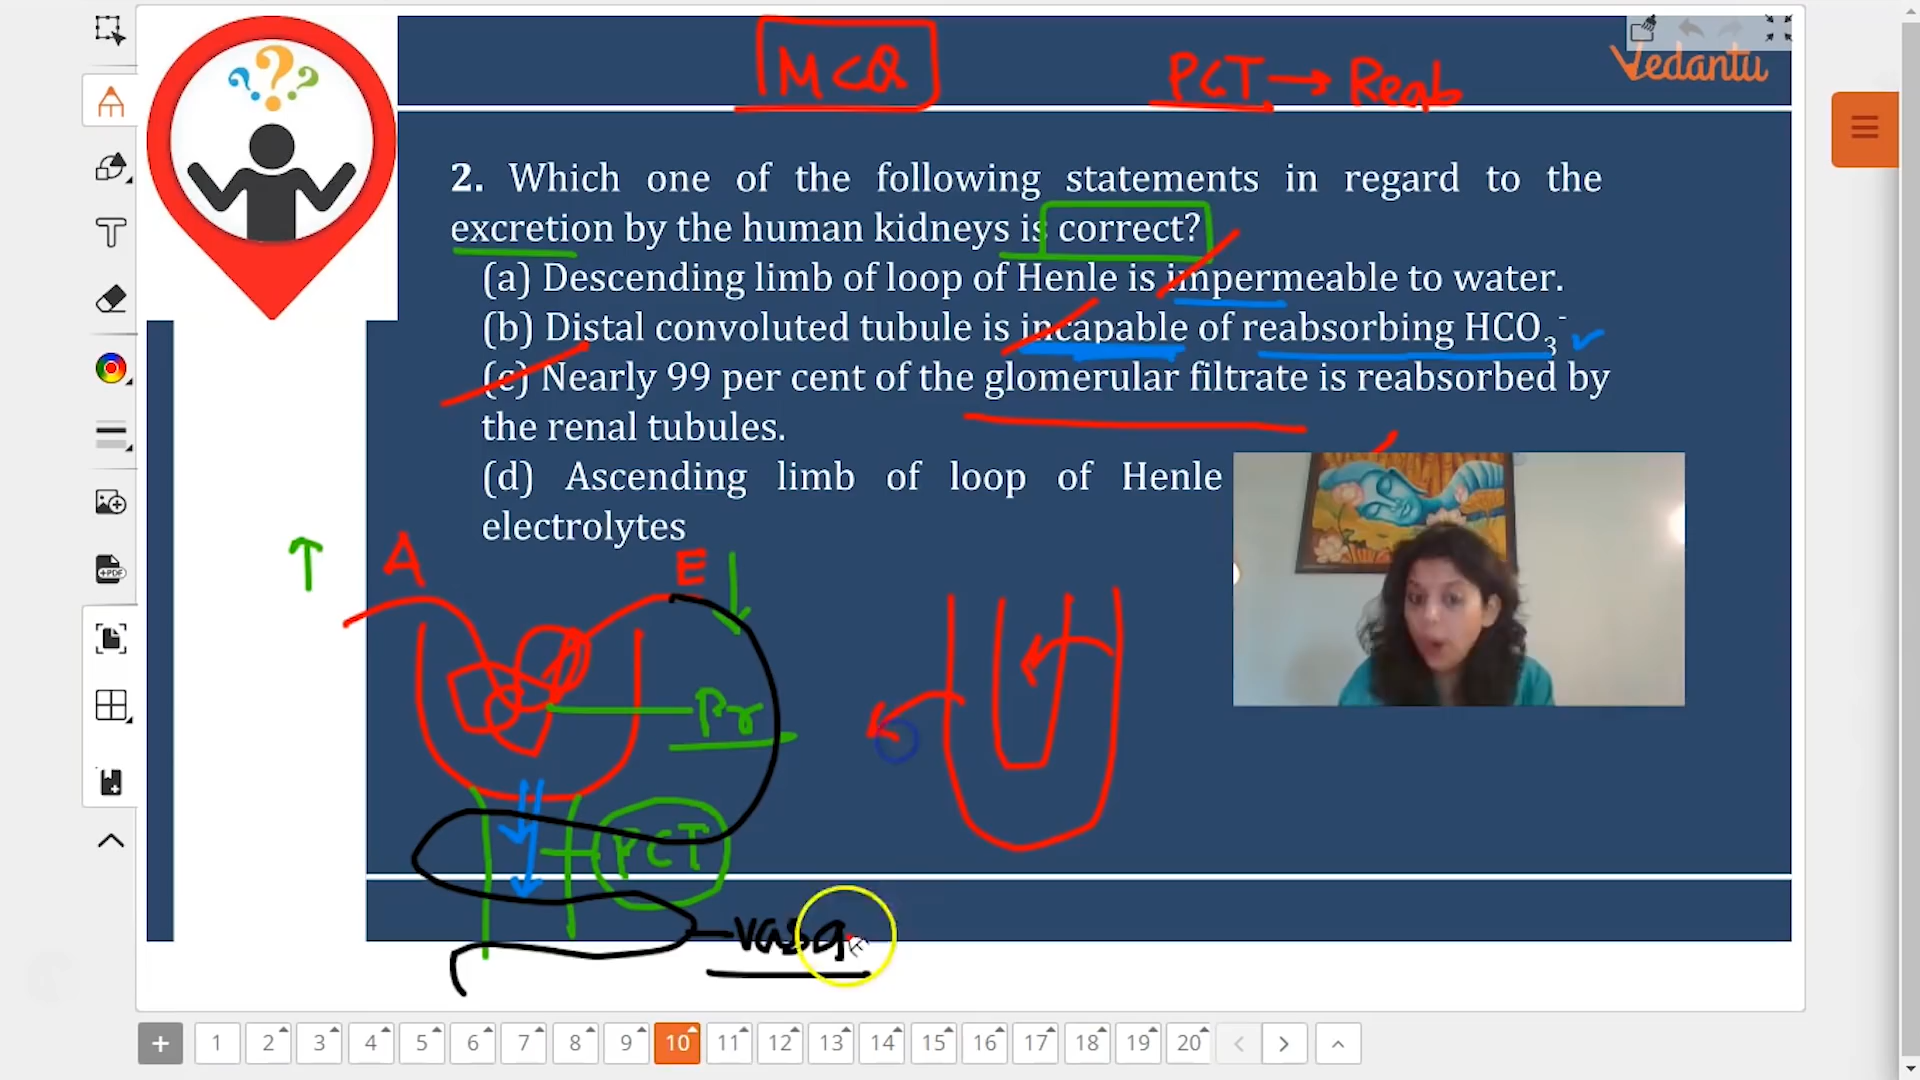 MCQ
PCT → Reab
Vedantu
2. Which one of the following statements in regard to the
excretion by the human kidneys is correct?
(a) Descending limb of loop of Henle is impermeable to water.
(b) Distal convoluted tubule is incapable of reabsorbing HCO₃⁻
(c) Nearly 99 per cent of the glomerular filtrate is reabsorbed by
the renal tubules.
(d) Ascending limb of loop of Henle
electrolytes
A
E
Pr
PCT
vasa
+PDF
+ 1 2 3 4 5 6 7 8 9 10 11 12 13 14 15 16 17 18 19 20